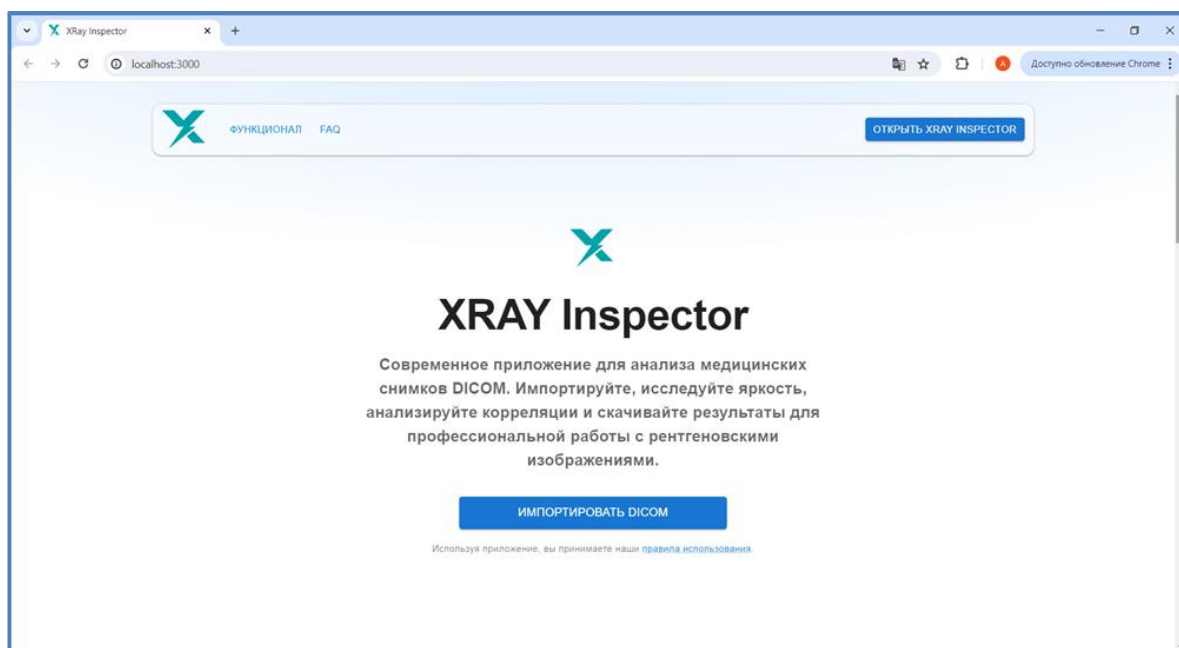 XRay Inspector
localhost:3000
Доступно обновление Chrome
ФУНКЦИОНАЛ FAQ
ОТКРЫТЬ XRAY INSPECTOR
XRAY Inspector
Современное приложение для анализа медицинских
снимков DICOM. Импортируйте, исследуйте яркость,
анализируйте корреляции и скачивайте результаты для
профессиональной работы с рентгеновскими
изображениями.
ИМПОРТИРОВАТЬ DICOM
Используя приложение, вы принимаете наши правила использования.